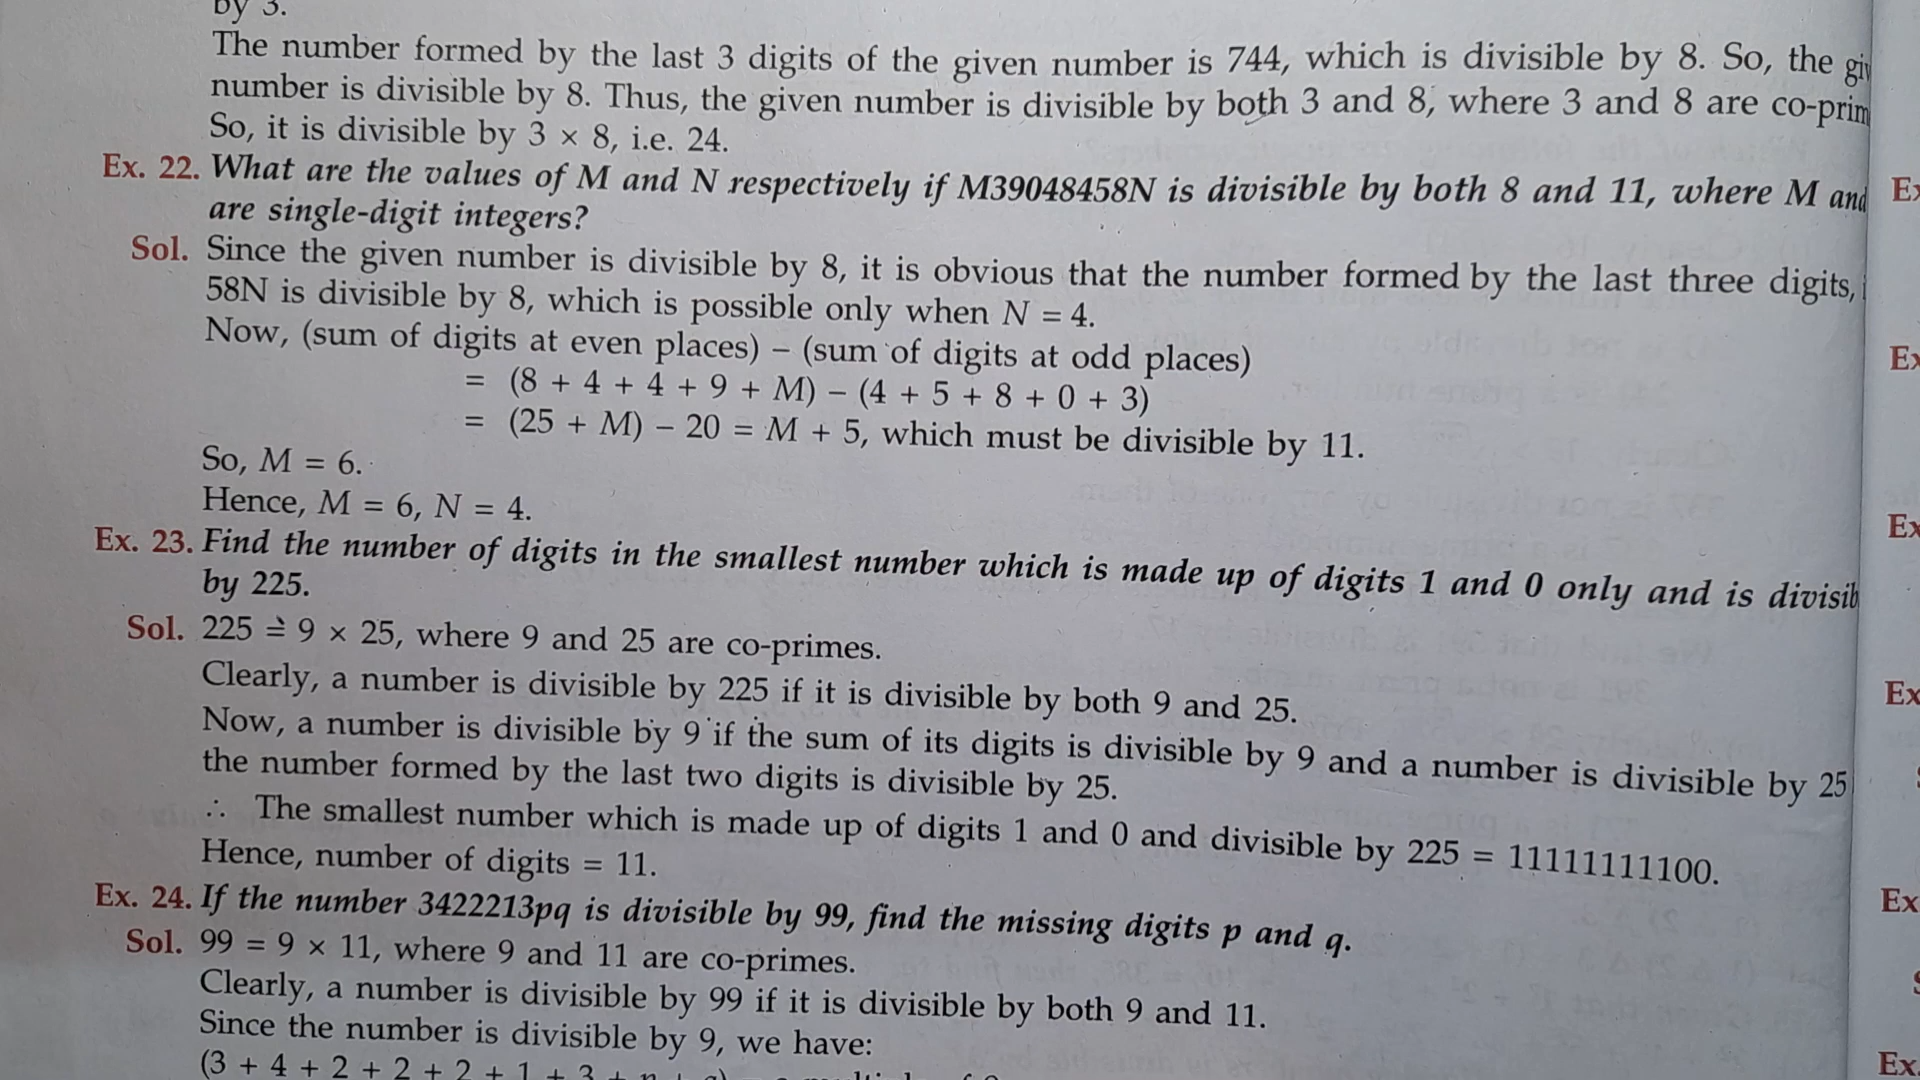 by 3.
The number formed by the last 3 digits of the given number is 744, which is divisible by 8. So, the giv
number is divisible by 8. Thus, the given number is divisible by both 3 and 8, where 3 and 8 are co-prim
So, it is divisible by 3 × 8, i.e. 24.
Ex. 22. What are the values of M and N respectively if M39048458N is divisible by both 8 and 11, where M and
are single-digit integers?
Sol. Since the given number is divisible by 8, it is obvious that the number formed by the last three digits,
58N is divisible by 8, which is possible only when N = 4.
Now, (sum of digits at even places) – (sum of digits at odd places)
= (8 + 4 + 4 + 9 + M) – (4 + 5 + 8 + 0 + 3)
= (25 + M) – 20 = M + 5, which must be divisible by 11.
So, M = 6.
Hence, M = 6, N = 4.
Ex. 23. Find the number of digits in the smallest number which is made up of digits 1 and 0 only and is divisib
by 225.
Sol. 225 = 9 × 25, where 9 and 25 are co-primes.
Clearly, a number is divisible by 225 if it is divisible by both 9 and 25.
Now, a number is divisible by 9 if the sum of its digits is divisible by 9 and a number is divisible by 25
the number formed by the last two digits is divisible by 25.
∴ The smallest number which is made up of digits 1 and 0 and divisible by 225 = 11111111100.
Hence, number of digits = 11.
Ex. 24. If the number 3422213pq is divisible by 99, find the missing digits p and q.
Sol. 99 = 9 × 11, where 9 and 11 are co-primes.
Clearly, a number is divisible by 99 if it is divisible by both 9 and 11.
Since the number is divisible by 9, we have:
(3 + 4 + 2 + 2 + 2 + 1 + 3 + p + q)
Ex
Ex
Ex
Ex
Ex
Ex.